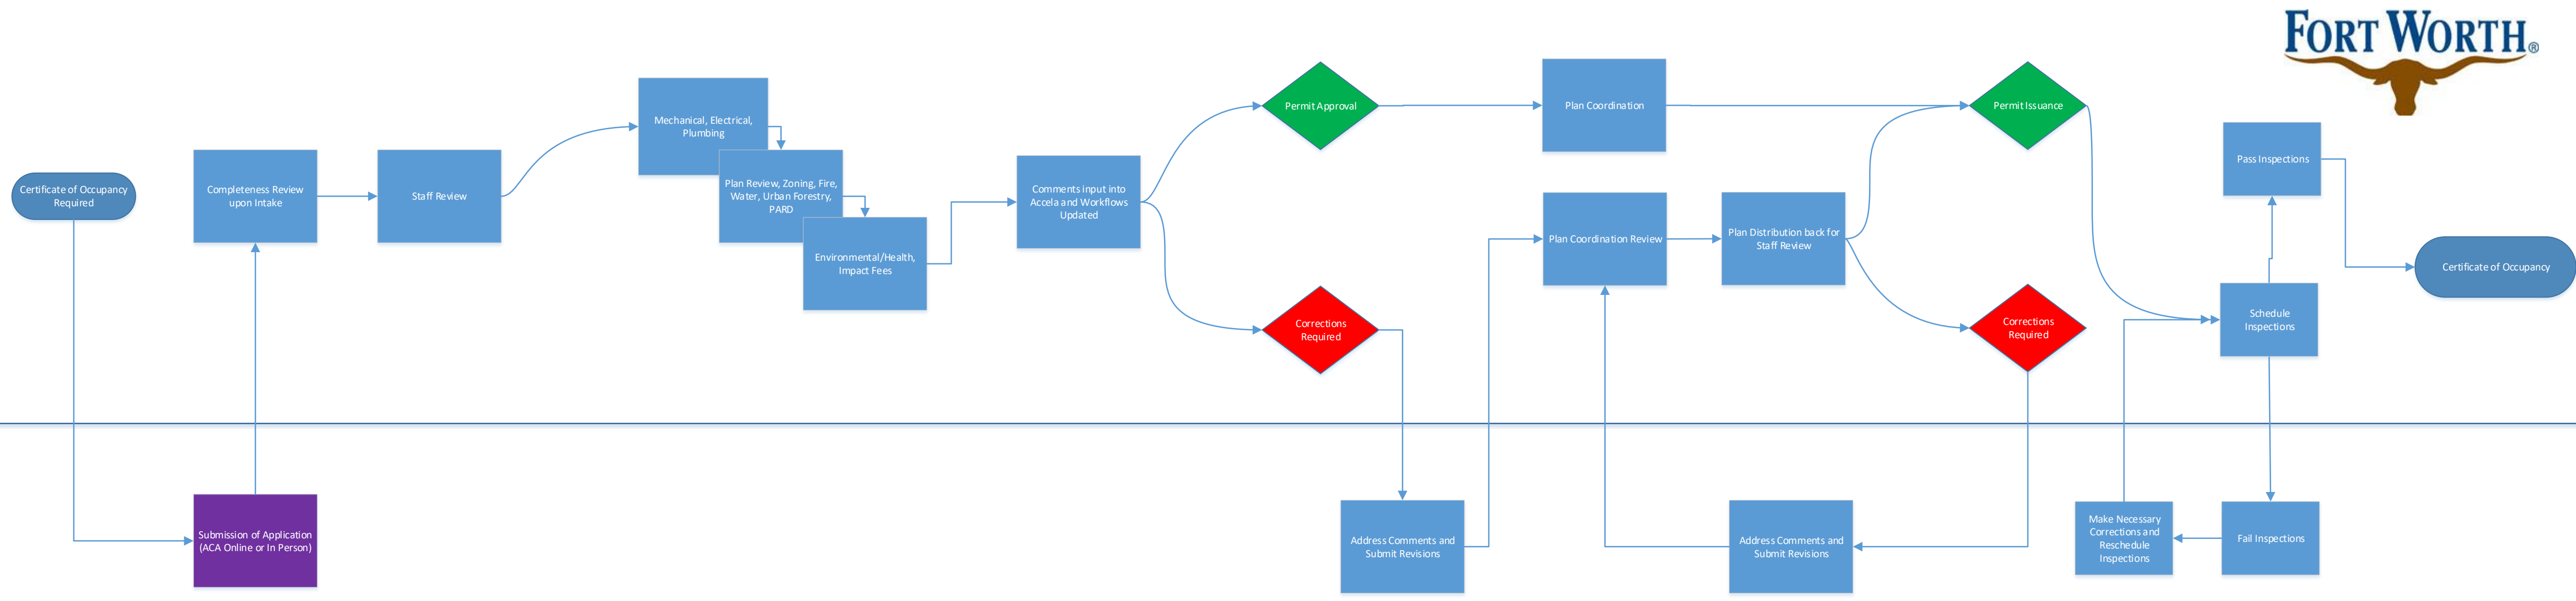 FORT WORTH®
Certificate of Occupancy
Required
Completeness Review
upon Intake
Staff Review
Mechanical, Electrical,
Plumbing
Plan Review, Zoning, Fire,
Water, Urban Forestry,
PARD
Environmental/Health,
Impact Fees
Comments input into
Accela and Workflows
Updated
Permit Approval
Corrections
Required
Plan Coordination
Plan Coordination Review
Plan Distribution back for
Staff Review
Permit Issuance
Corrections
Required
Pass Inspections
Schedule
Inspections
Certificate of Occupancy
Submission of Application
(ACA Online or In Person)
Address Comments and
Submit Revisions
Address Comments and
Submit Revisions
Make Necessary
Corrections and
Reschedule
Inspections
Fail Inspections